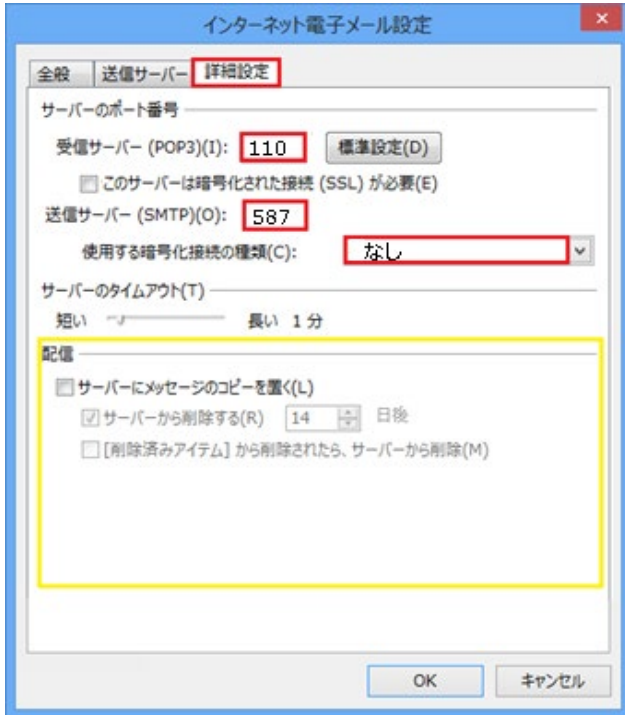 インターネット電子メール設定
全般 送信サーバー 詳細設定
サーバーのポート番号
受信サーバー (POP3)(I): 110 標準設定(D)
このサーバーは暗号化された接続 (SSL) が必要(E)
送信サーバー (SMTP)(O): 587
使用する暗号化接続の種類(C): なし
サーバーのタイムアウト(T)
短い 長い 1 分
配信
サーバーにメッセージのコピーを置く(L)
サーバーから削除する(R) 14 日後
[削除済みアイテム] から削除されたら、サーバーから削除(M)
OK キャンセル